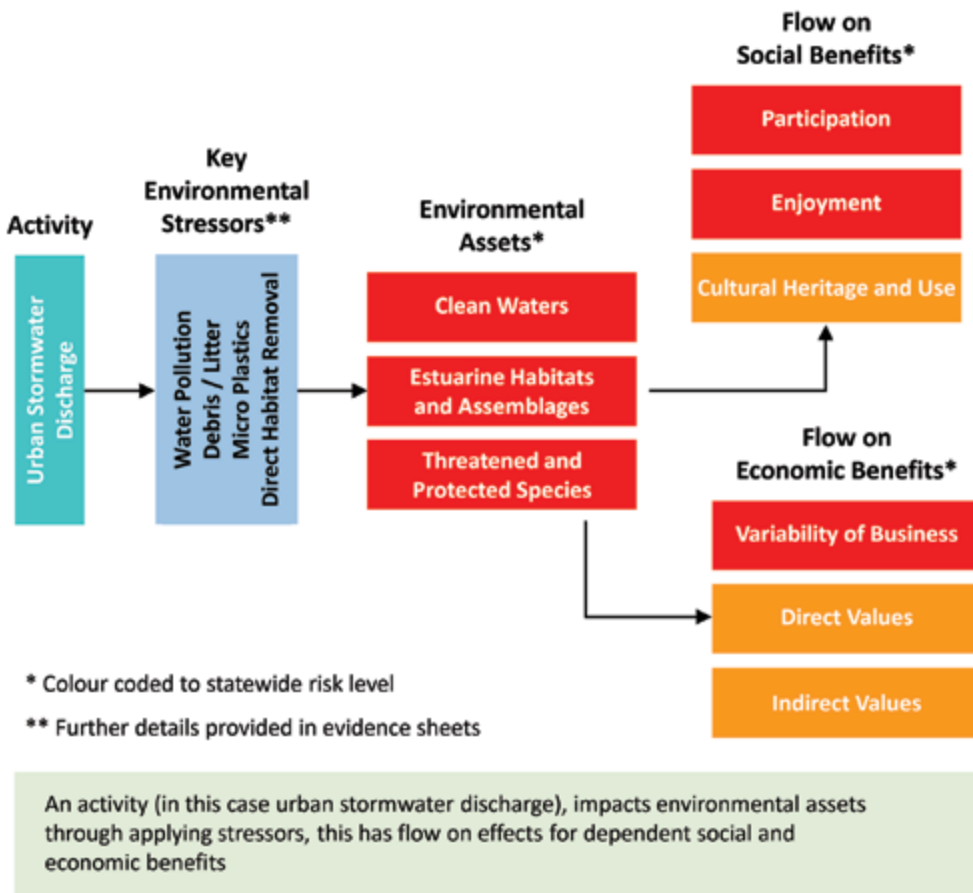 Flow on
Social Benefits*
Participation
Enjoyment
Cultural Heritage and Use
Key
Environmental
Stressors**
Activity
Environmental
Assets*
Urban Stormwater
Discharge
Water Pollution
Debris / Litter
Micro Plastics
Direct Habitat Removal
Clean Waters
Estuarine Habitats
and Assemblages
Threatened and
Protected Species
Flow on
Economic Benefits*
Variability of Business
Direct Values
Indirect Values
* Colour coded to statewide risk level
** Further details provided in evidence sheets
An activity (in this case urban stormwater discharge), impacts environmental assets
through applying stressors, this has flow on effects for dependent social and
economic benefits